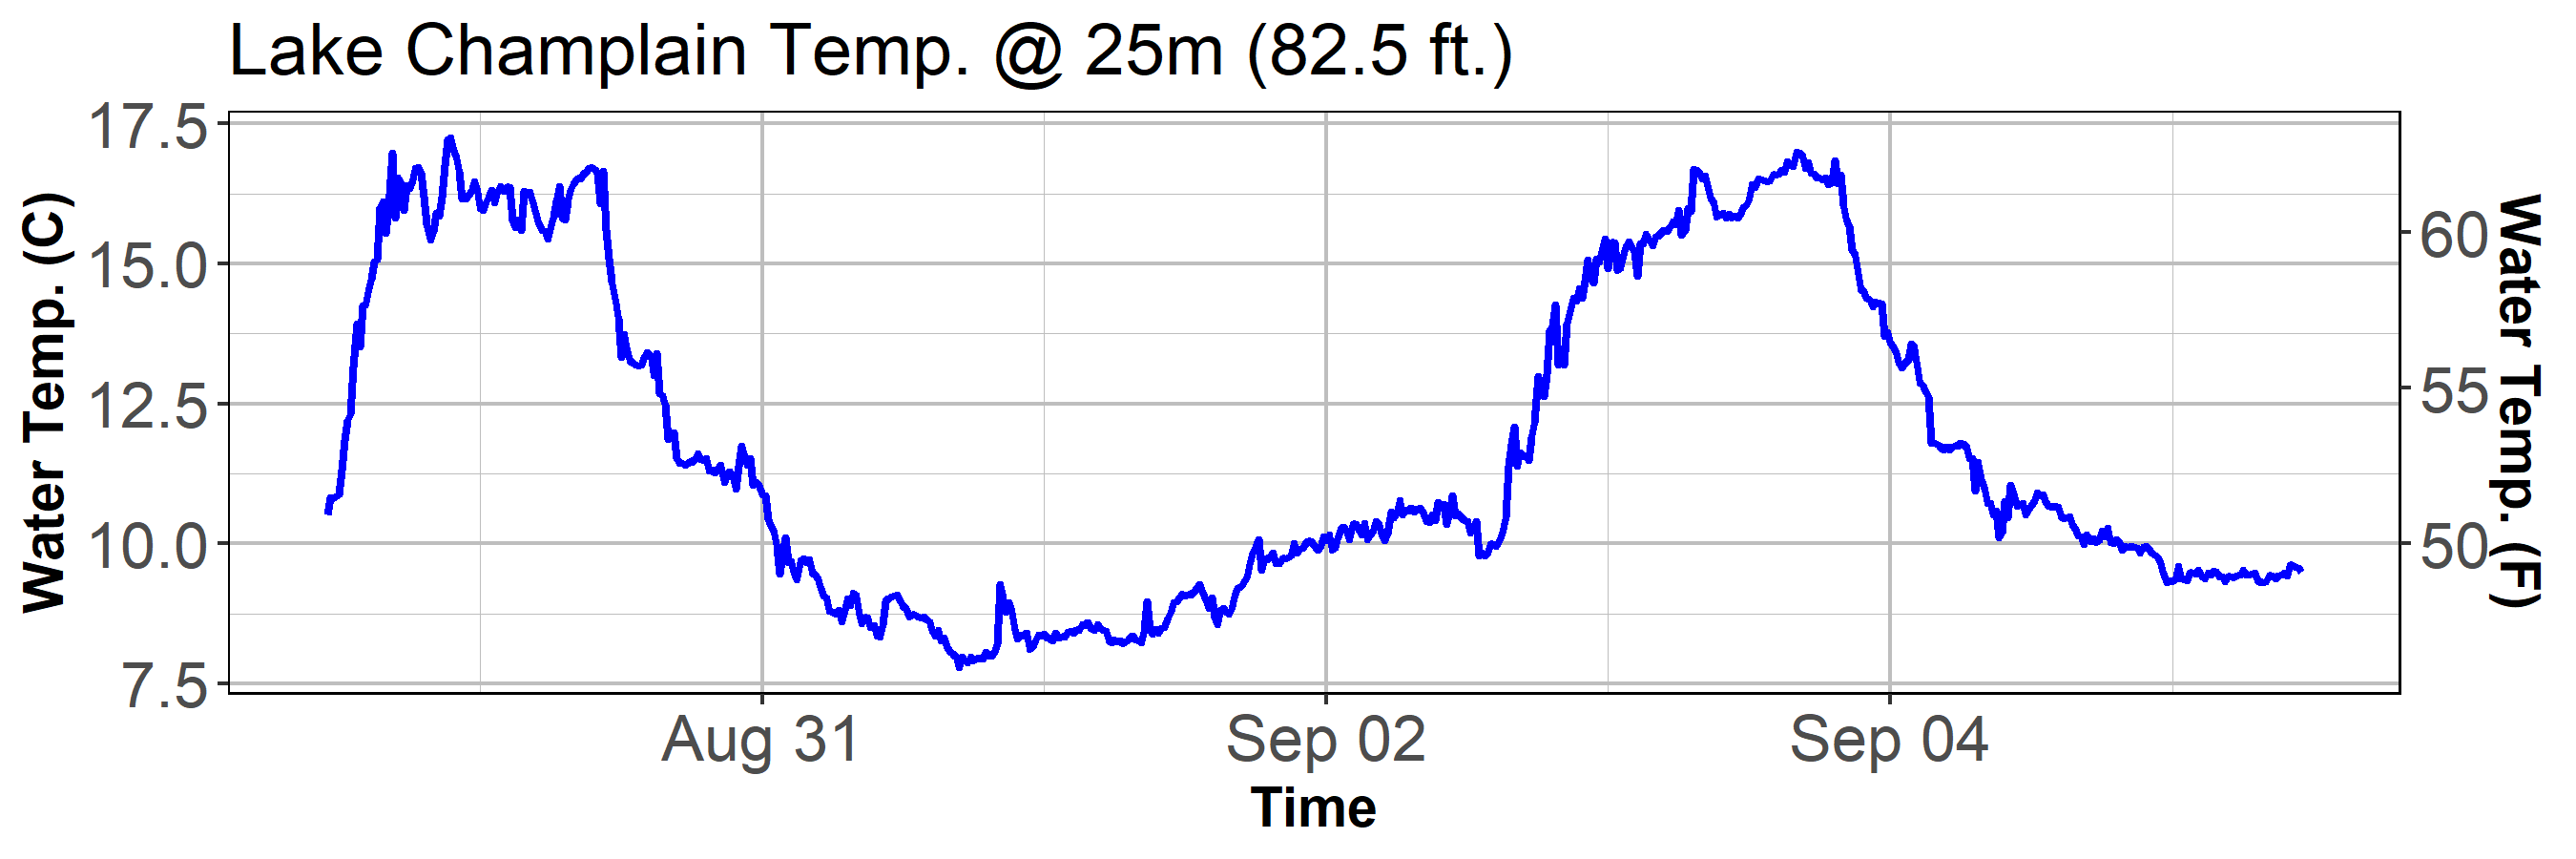 Lake Champlain Temp. @ 25m (82.5 ft.)
Water Temp. (C)
17.5
15.0
12.5
10.0
7.5
60
55
50
Water Temp. (F)
Aug 31 Sep 02 Sep 04
Time